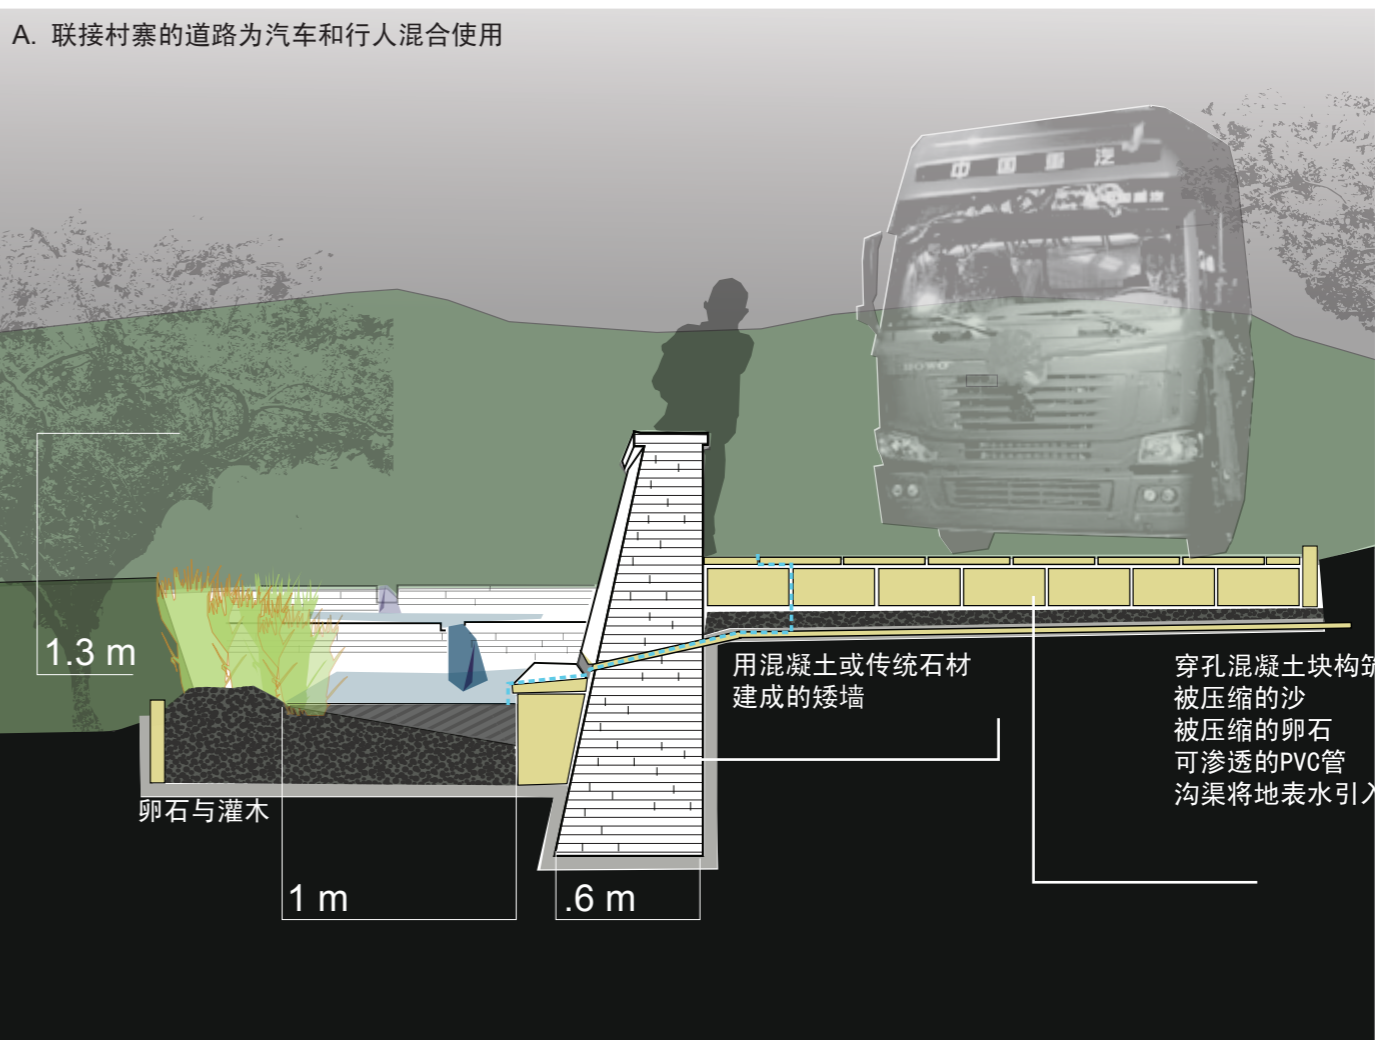 A. 联接村寨的道路为汽车和行人混合使用
中国重汽
HOWO
1.3 m
用混凝土或传统石材
建成的矮墙
穿孔混凝土块构筑
被压缩的沙
被压缩的卵石
可渗透的PVC管
沟渠将地表水引入
卵石与灌木
1 m
.6 m